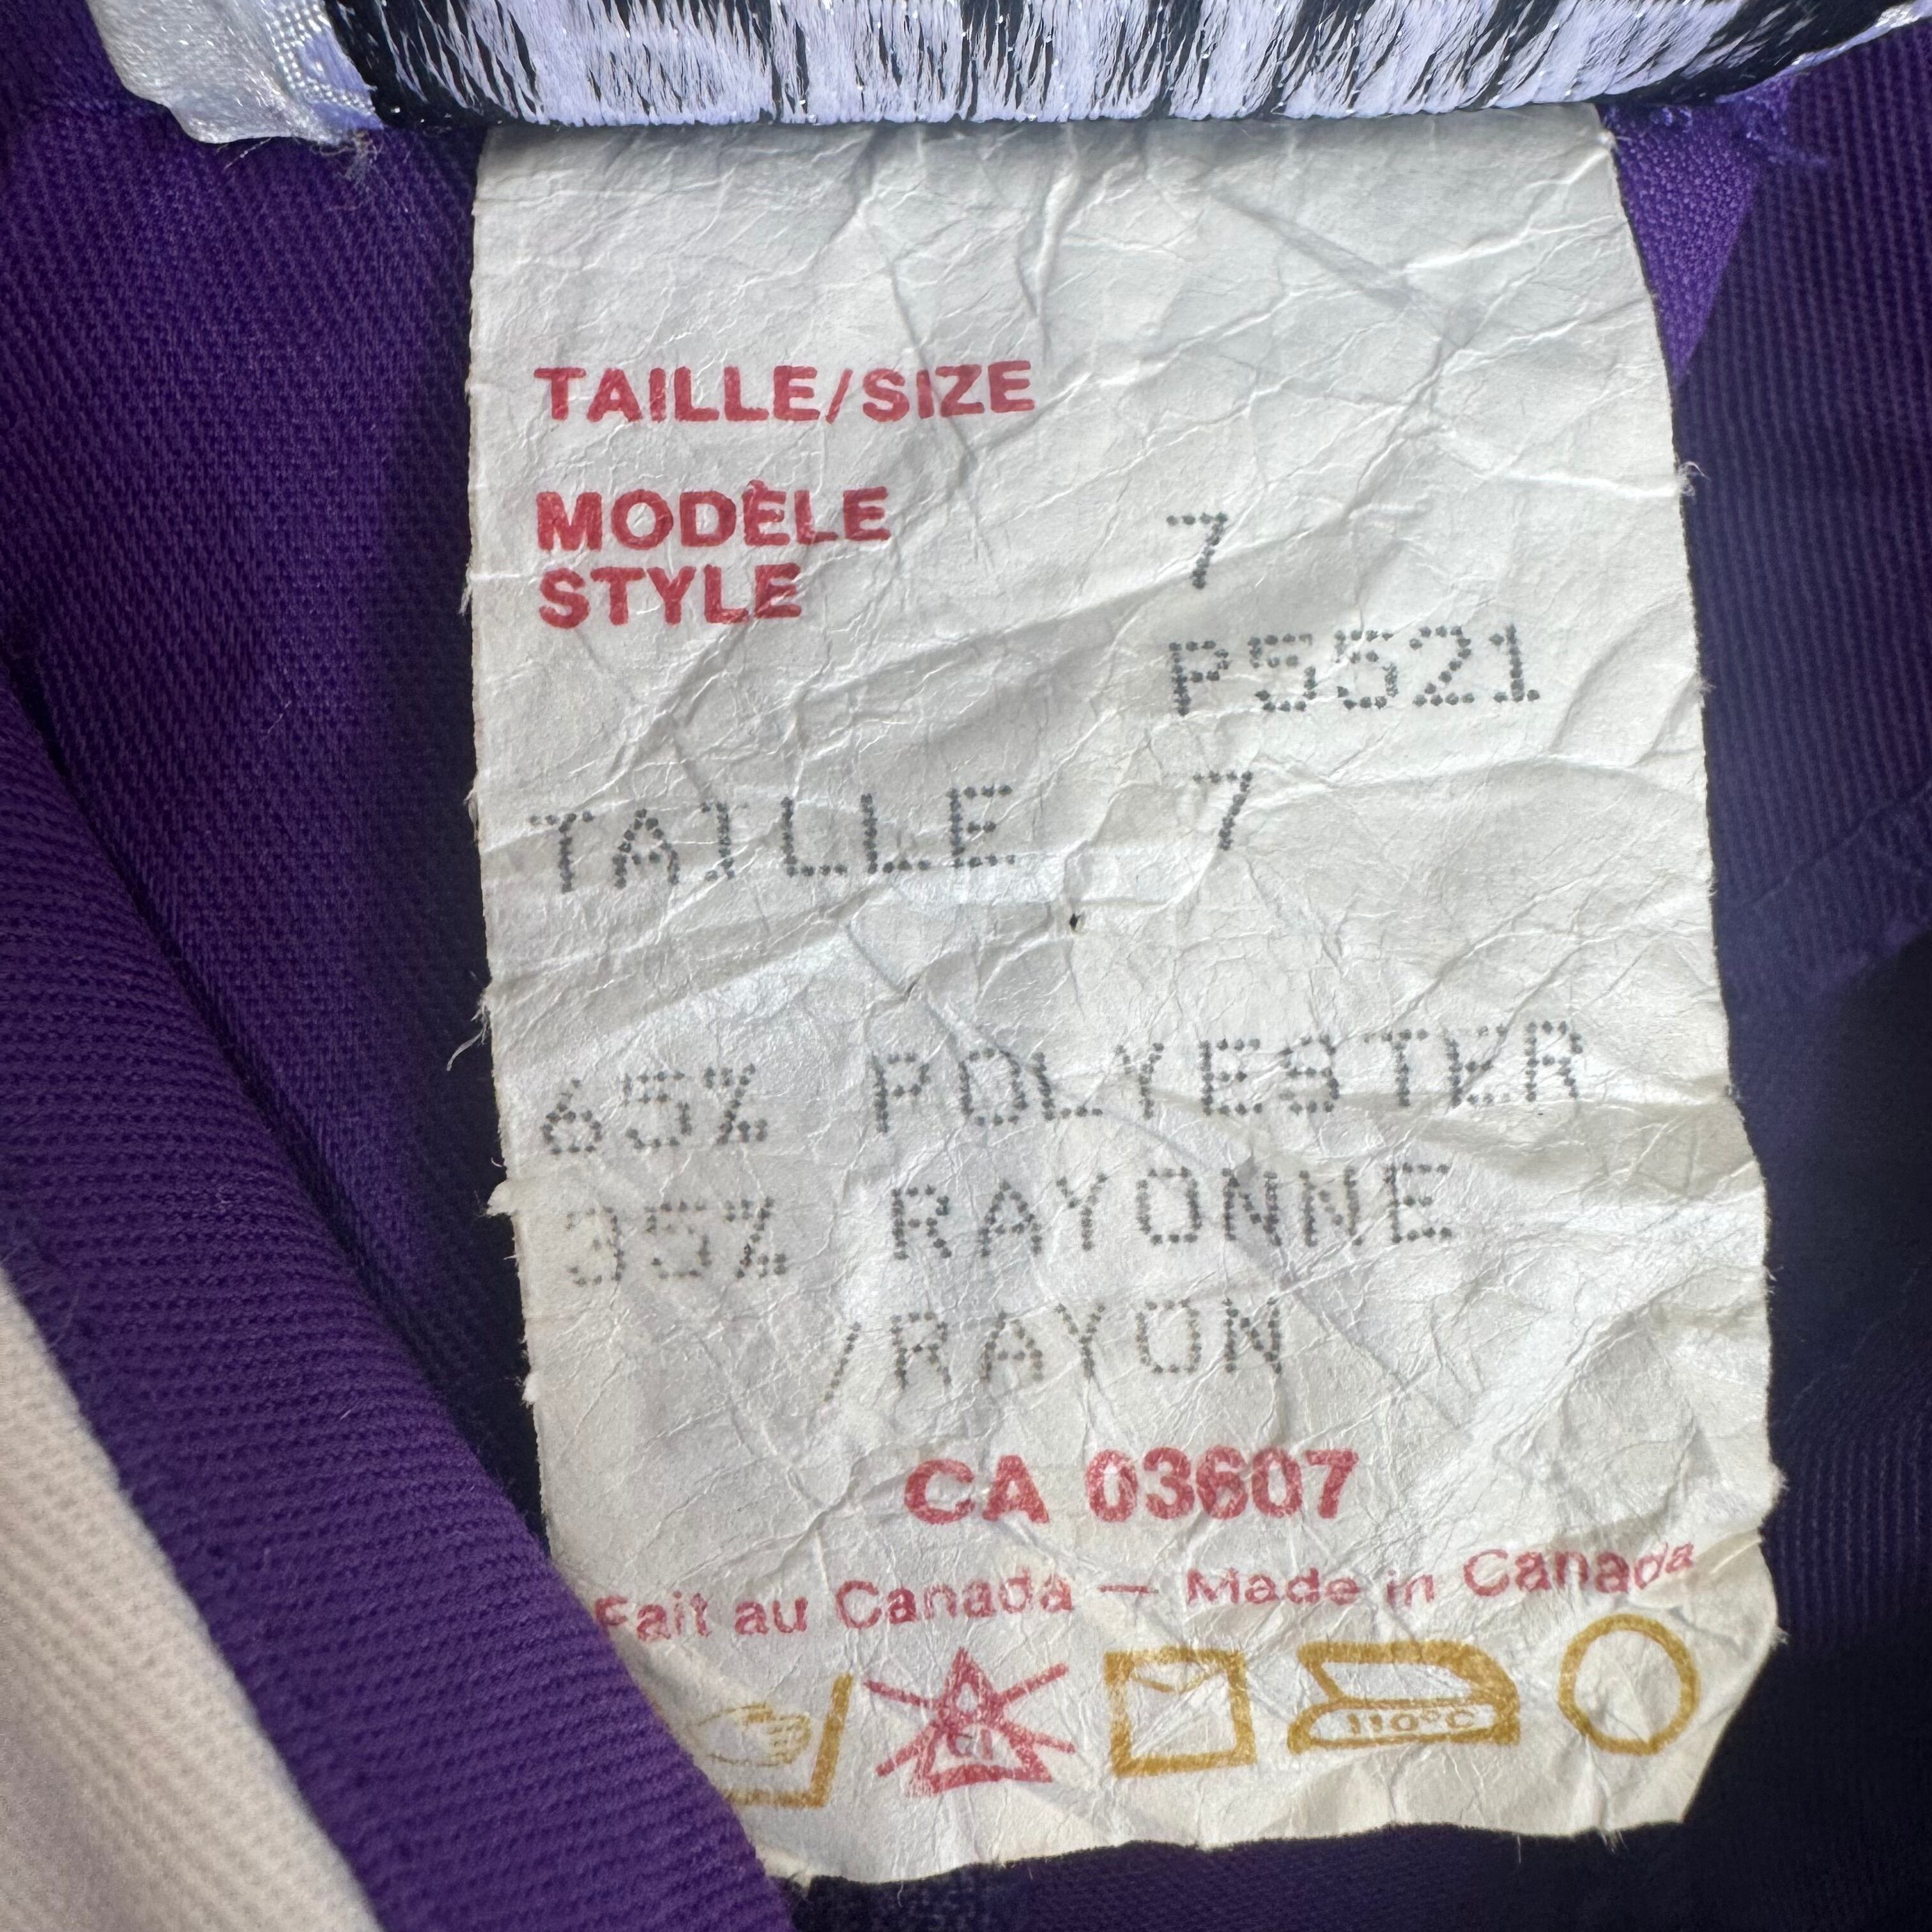 TAILLE/SIZE
MODÈLE 7
STYLE
P5521
TAILLE 7
65% POLYESTER
35% RAYONNE
/RAYON
CA 03607
Fait au Canada — Made in Canada
Cl
110°C